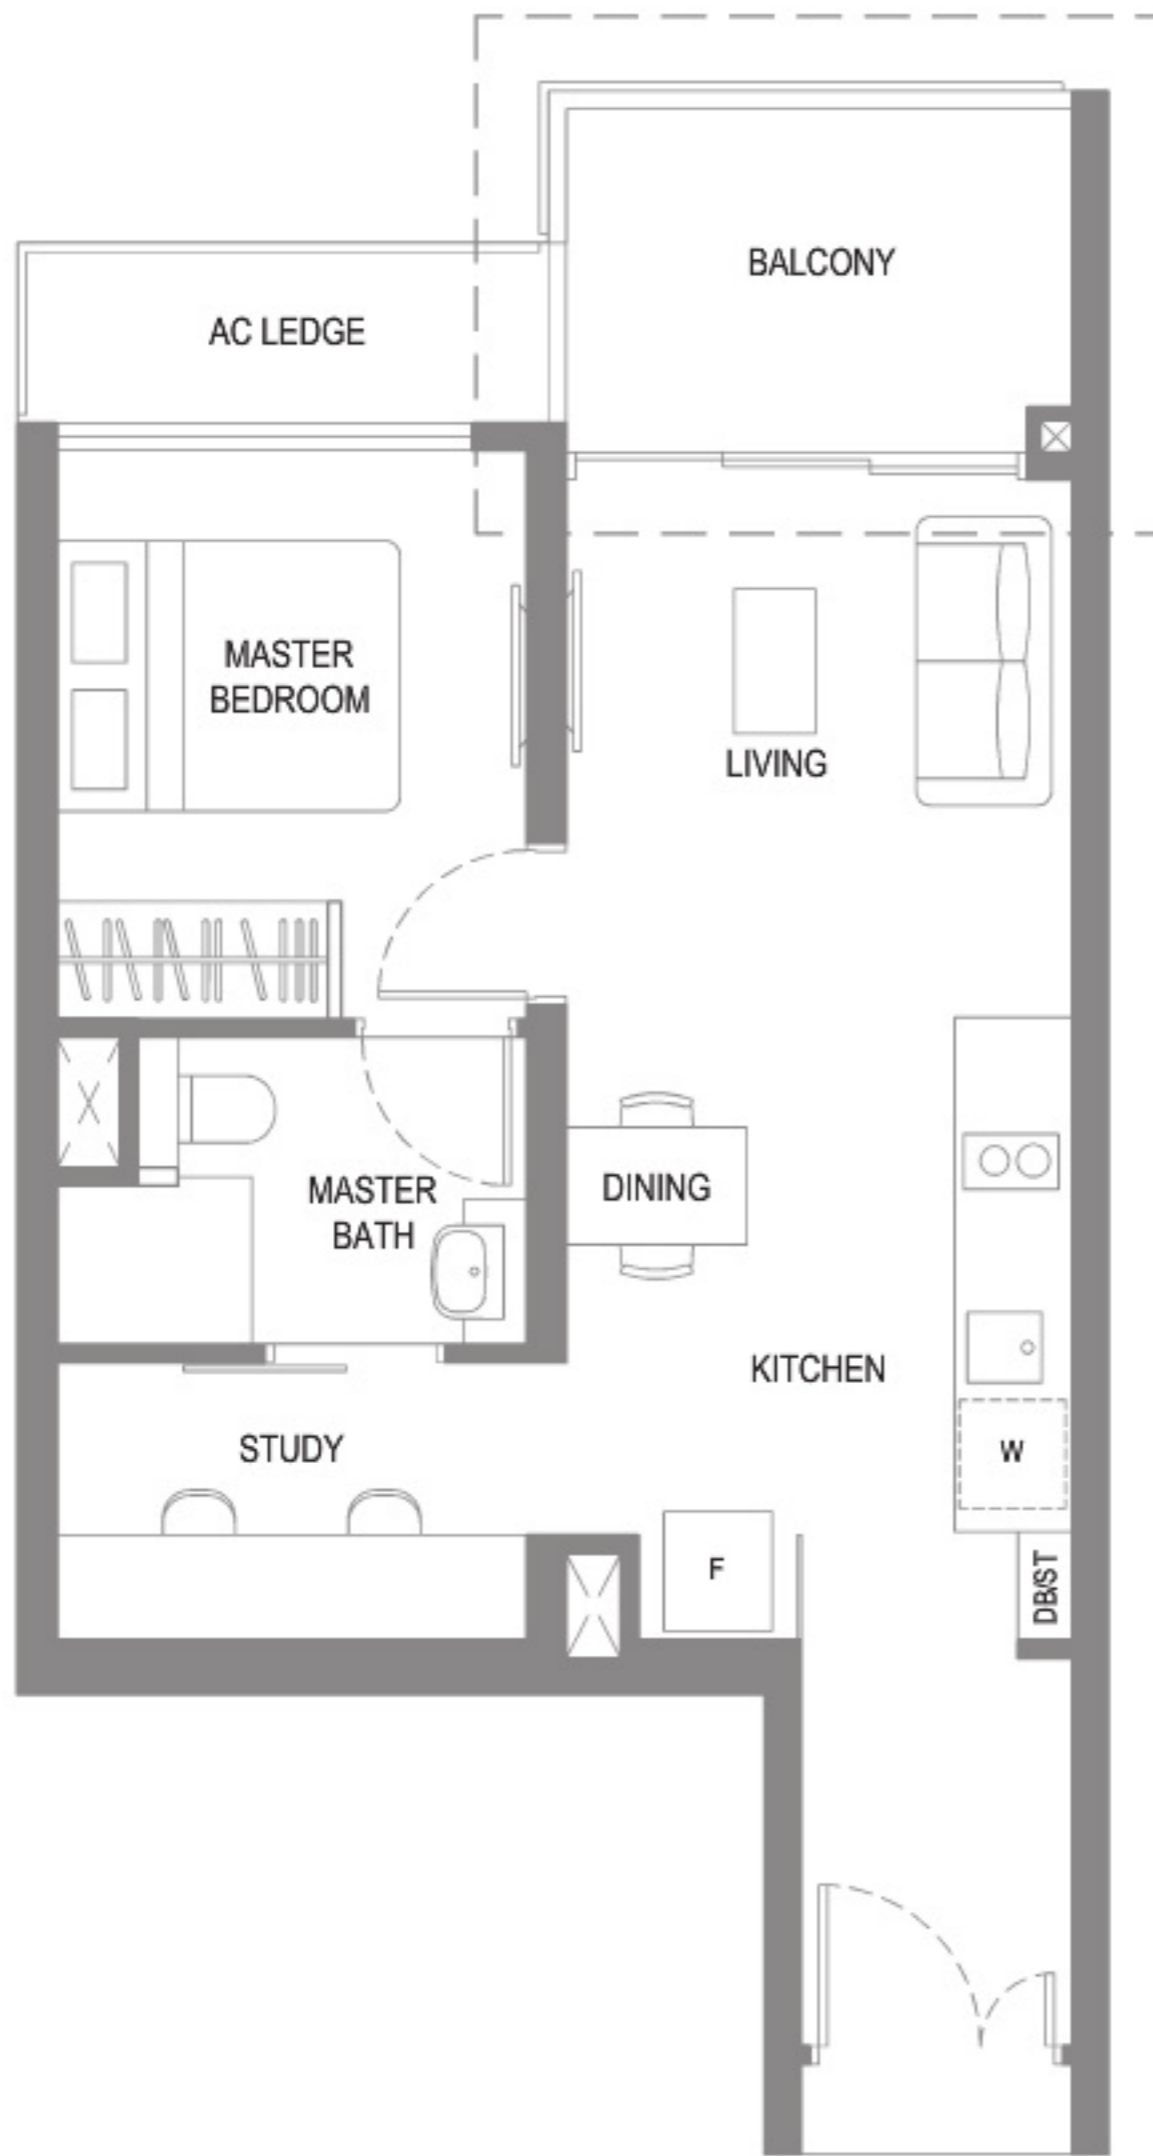 BALCONY
AC LEDGE
MASTER
BEDROOM
LIVING
DINING
MASTER
BATH
KITCHEN
STUDY
W
F
DB/ST